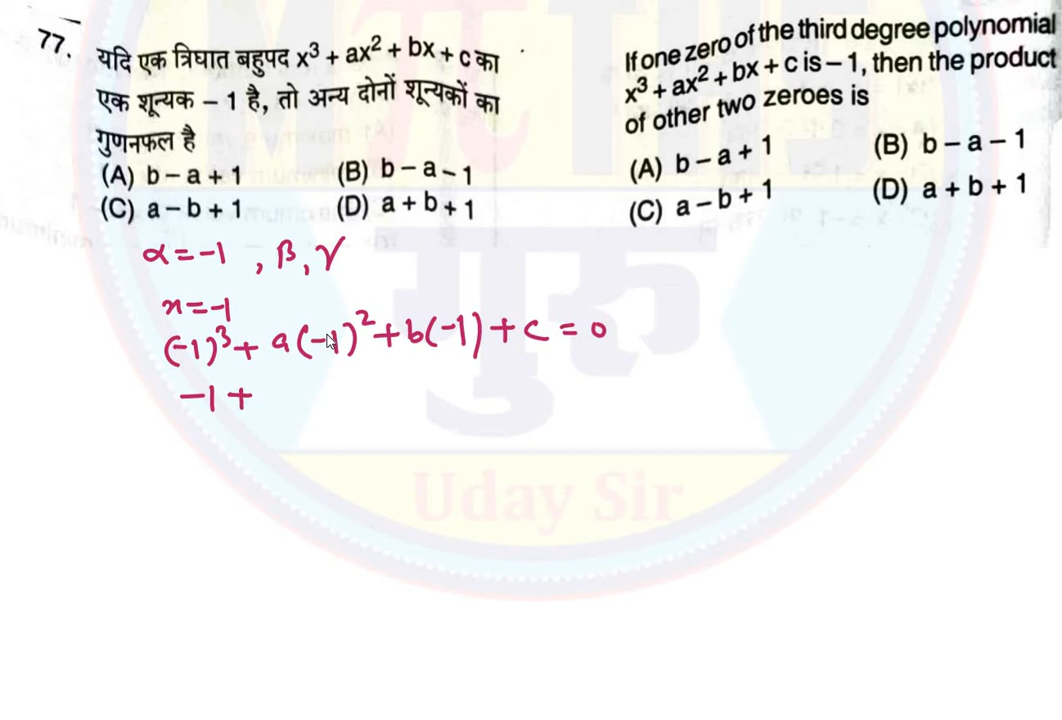 77. यदि एक त्रिघात बहुपद x³ + ax² + bx + c का
एक शून्यक – 1 है, तो अन्य दोनों शून्यकों का
गुणनफल है
(A) b – a + 1 (B) b – a – 1
(C) a – b + 1 (D) a + b + 1
If one zero of the third degree polynomial
x³ + ax² + bx + c is – 1, then the product
of other two zeroes is
(A) b – a + 1 (B) b – a – 1
(C) a – b + 1 (D) a + b + 1
α = -1 , β, γ
x = -1
(-1)³ + a(-1)² + b(-1) + c = 0
-1 +
गुरु
Uday Sir